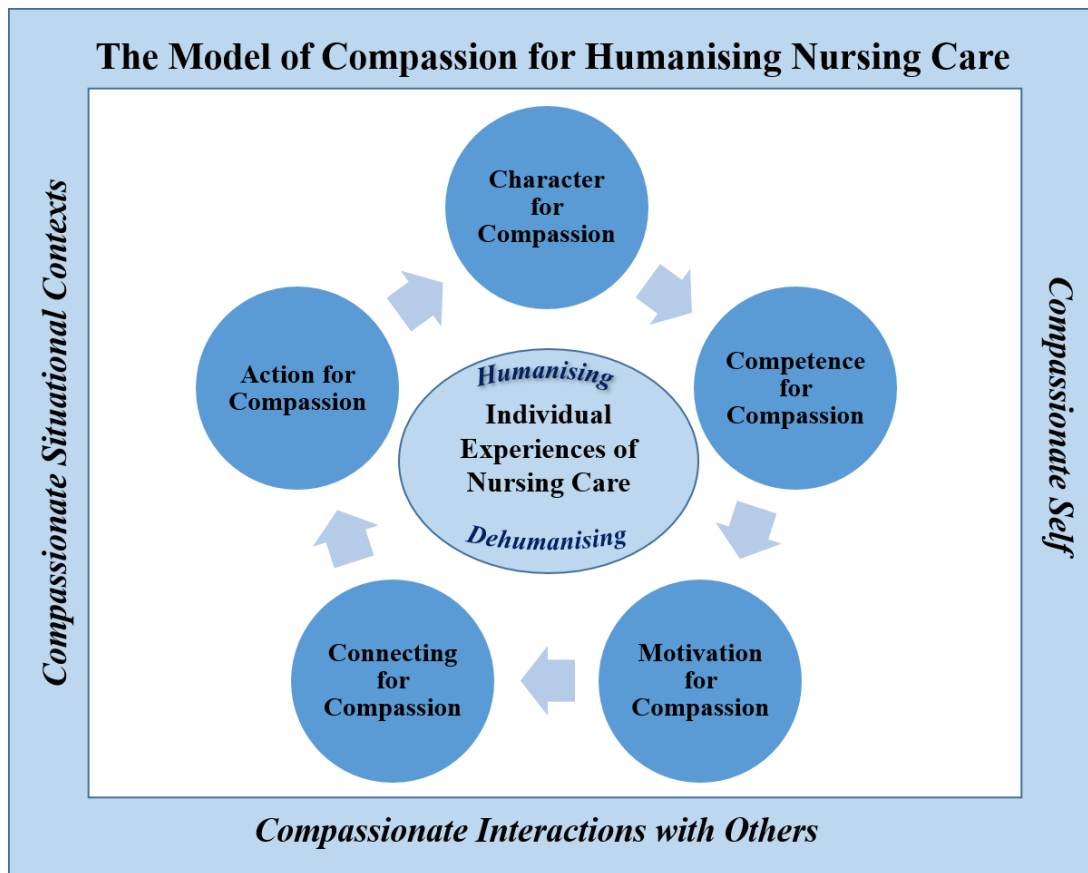 The Model of Compassion for Humanising Nursing Care
Character
for
Compassion
Competence
for
Compassion
Motivation
for
Compassion
Connecting
for
Compassion
Action for
Compassion
Humanising
Individual
Experiences of
Nursing Care
Dehumanising
Compassionate Situational Contexts
Compassionate Self
Compassionate Interactions with Others